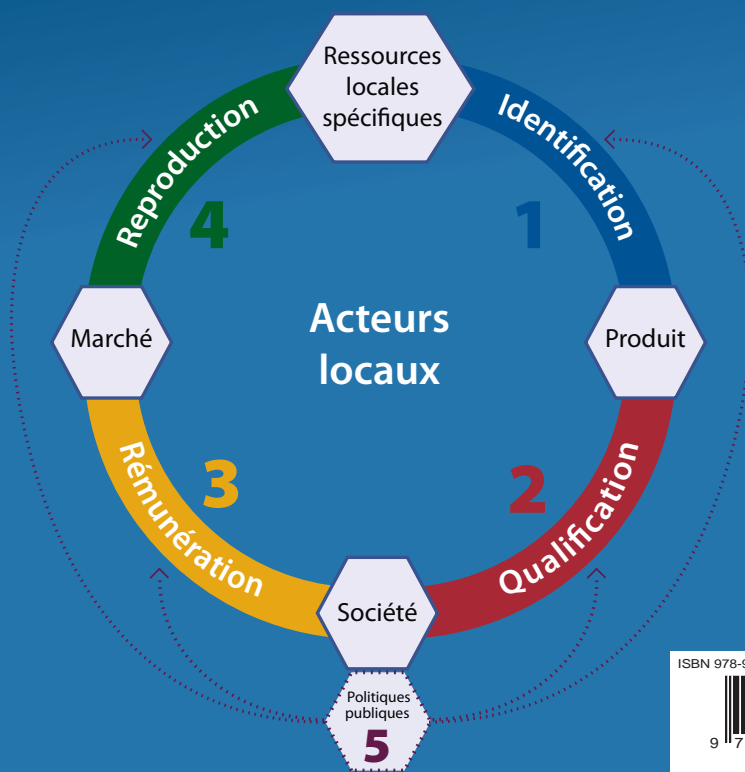 Ressources
locales
spécifiques
Identification
1
Produit
2
Qualification
Société
3
Rémunération
Marché
4
Reproduction
Acteurs
locaux
Politiques
publiques
5
ISBN 978-9
9 7